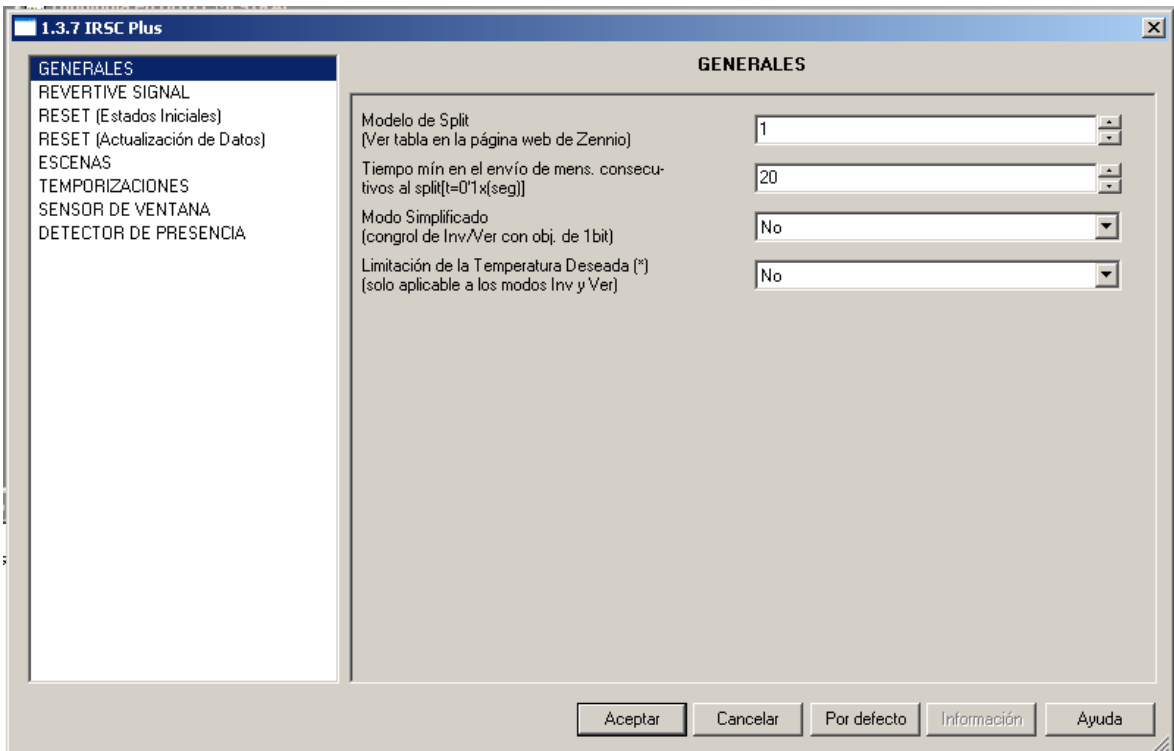 1.3.7 IRSC Plus
GENERALES
REVERTIVE SIGNAL
RESET (Estados Iniciales)
RESET (Actualización de Datos)
ESCENAS
TEMPORIZACIONES
SENSOR DE VENTANA
DETECTOR DE PRESENCIA
GENERALES
Modelo de Split
(Ver tabla en la página web de Zennio)
1
Tiempo mín en el envío de mens. consecu-
tivos al split[t=0'1x(seg)]
20
Modo Simplificado
(congrol de Inv/Ver con obj. de 1bit)
No
Limitación de la Temperatura Deseada (*)
(solo aplicable a los modos Inv y Ver)
No
Aceptar
Cancelar
Por defecto
Información
Ayuda